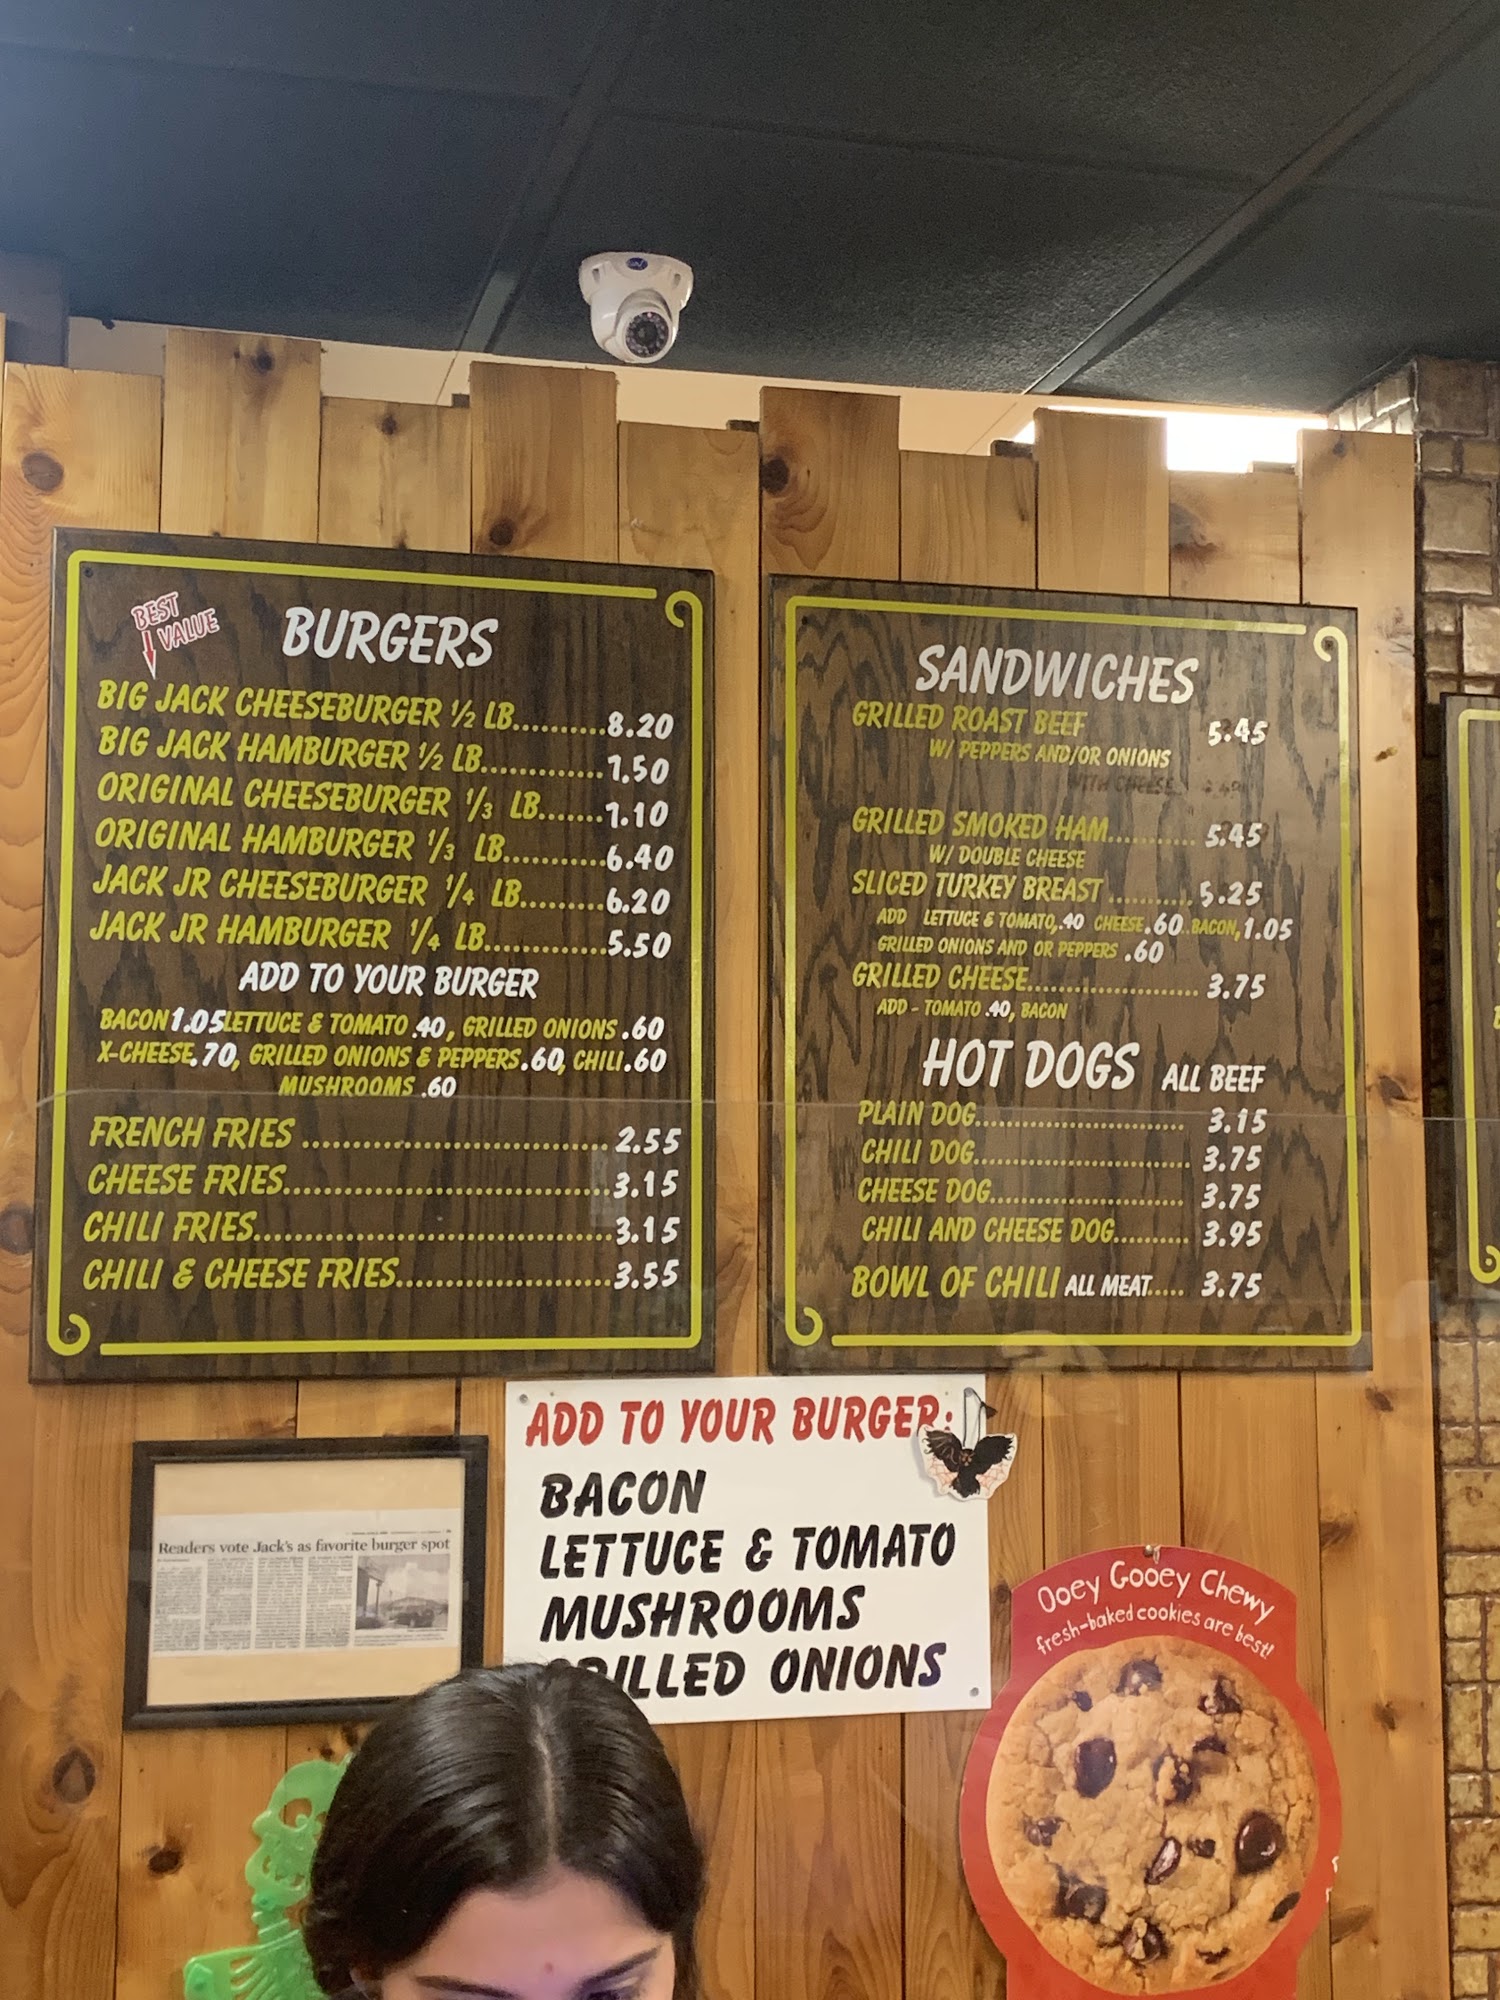 BEST
VALUE
BURGERS
BIG JACK CHEESEBURGER ½ LB..........8.20
BIG JACK HAMBURGER ½ LB.............7.50
ORIGINAL CHEESEBURGER ⅓ LB.......7.10
ORIGINAL HAMBURGER ⅓ LB...........6.40
JACK JR CHEESEBURGER ¼ LB.........6.20
JACK JR HAMBURGER ¼ LB.............5.50
ADD TO YOUR BURGER
BACON 1.05 LETTUCE & TOMATO .40, GRILLED ONIONS .60
X-CHEESE .70, GRILLED ONIONS & PEPPERS .60, CHILI .60
MUSHROOMS .60
FRENCH FRIES .................................. 2.55
CHEESE FRIES....................................3.15
CHILI FRIES.......................................3.15
CHILI & CHEESE FRIES.......................3.55
SANDWICHES
GRILLED ROAST BEEF 5.45
W/ PEPPERS AND/OR ONIONS
WITH CHEESE
GRILLED SMOKED HAM........... 5.45
W/ DOUBLE CHEESE
SLICED TURKEY BREAST ...........5.25
ADD LETTUCE & TOMATO, .40 CHEESE .60 BACON, 1.05
GRILLED ONIONS AND OR PEPPERS .60
GRILLED CHEESE...................... 3.75
ADD - TOMATO .40, BACON
HOT DOGS ALL BEEF
PLAIN DOG............................ 3.15
CHILI DOG............................. 3.75
CHEESE DOG......................... 3.75
CHILI AND CHEESE DOG.......... 3.95
BOWL OF CHILI ALL MEAT..... 3.75
ADD TO YOUR BURGER:
BACON
LETTUCE & TOMATO
MUSHROOMS
GRILLED ONIONS
Readers vote Jack's as favorite burger spot
Ooey Gooey Chewy
fresh-baked cookies are best!